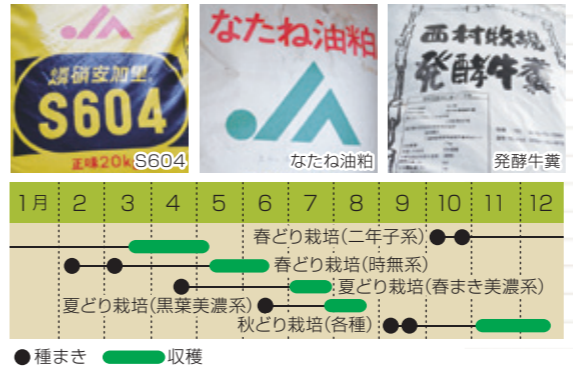 燐硝安加里
S604
正味20kg
S604
なたね油粕
なたね油粕
西村牧場
発酵牛糞
発酵牛糞
1月 2 3 4 5 6 7 8 9 10 11 12
春どり栽培(二年子系)
春どり栽培(時無系)
夏どり栽培(春まき美濃系)
夏どり栽培(黒葉美濃系)
秋どり栽培(各種)
●種まき 収穫